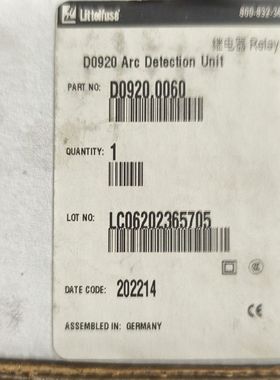 Littelfuse
继电器 Relay
D0920 Arc Detection Unit
PART NO: D0920.0060
QUANTITY: 1
LOT NO: LC06202365705
DATE CODE: 202214
CE
ASSEMBLED IN: GERMANY